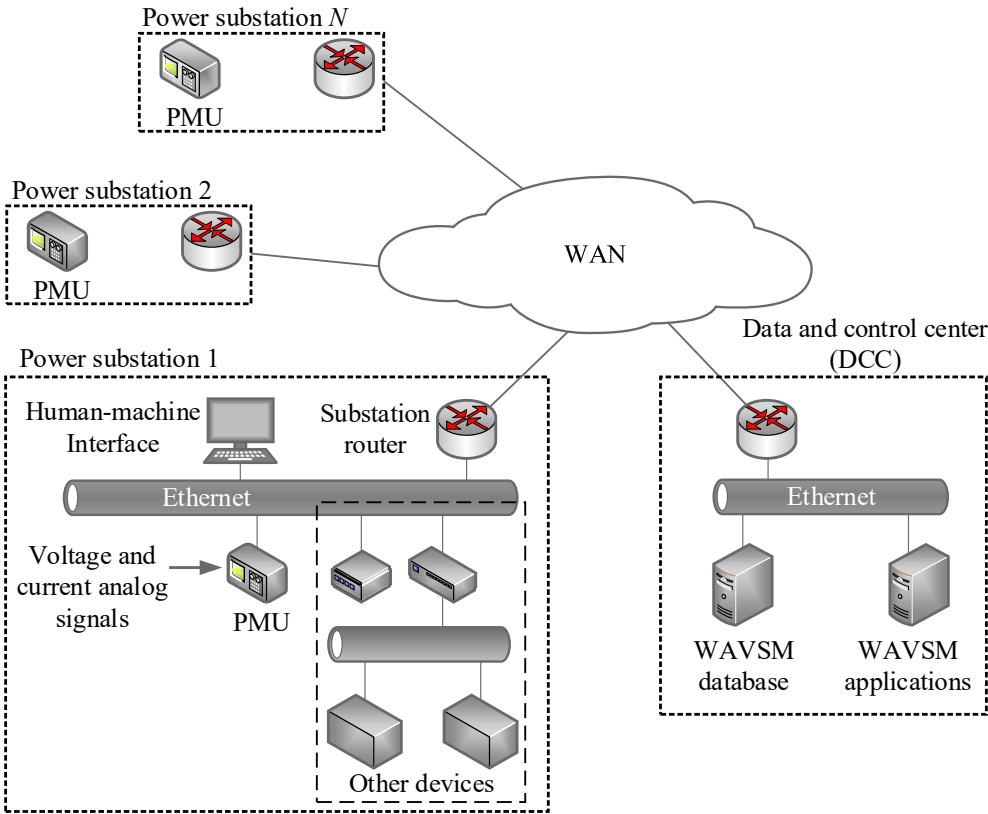 Power substation N
PMU
Power substation 2
PMU
WAN
Data and control center
(DCC)
Power substation 1
Human-machine
Interface
Substation
router
Ethernet
Voltage and
current analog
signals
PMU
Other devices
Ethernet
WAVSM
database
WAVSM
applications